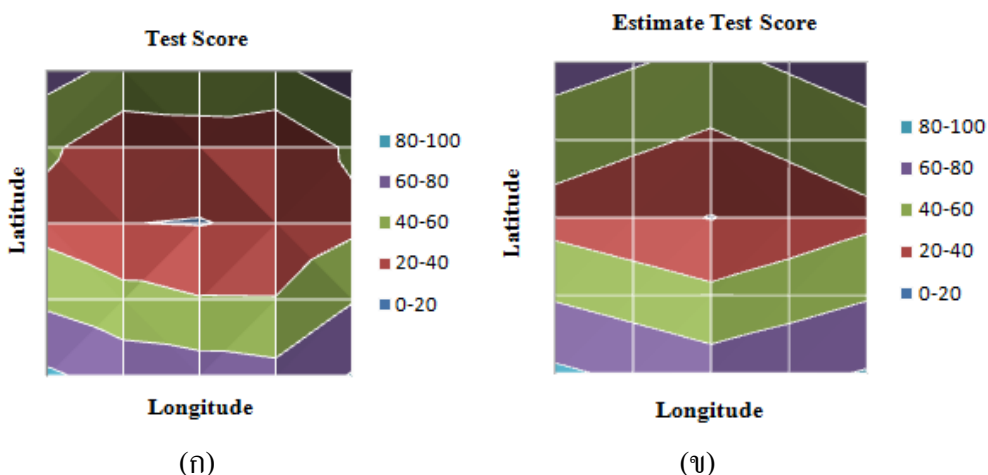 Test Score
Latitude
80-100
60-80
40-60
20-40
0-20
Longitude
(ก)
Estimate Test Score
Latitude
80-100
60-80
40-60
20-40
0-20
Longitude
(ข)